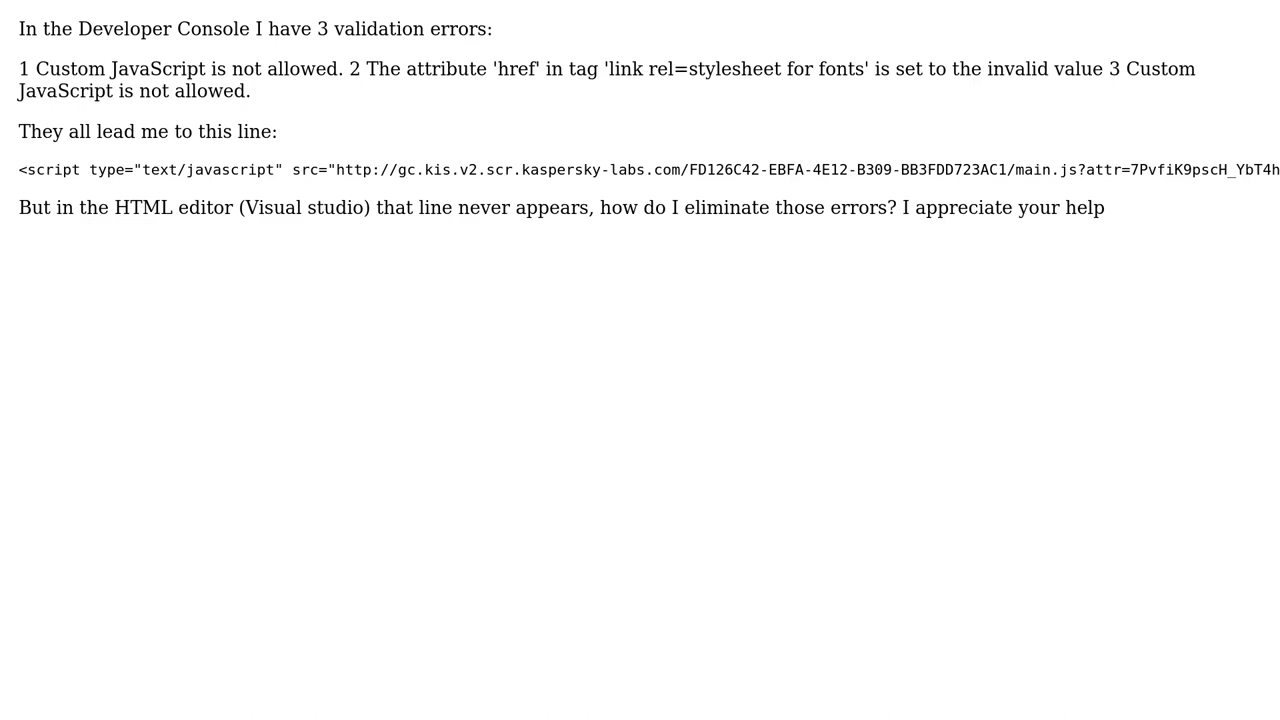 In the Developer Console I have 3 validation errors:
1 Custom JavaScript is not allowed. 2 The attribute 'href' in tag 'link rel=stylesheet for fonts' is set to the invalid value 3 Custom
JavaScript is not allowed.
They all lead me to this line:
<script type="text/javascript" src="http://gc.kis.v2.scr.kaspersky-labs.com/FD126C42-EBFA-4E12-B309-BB3FDD723AC1/main.js?attr=7PvfiK9pscH_YbT4h
But in the HTML editor (Visual studio) that line never appears, how do I eliminate those errors? I appreciate your help